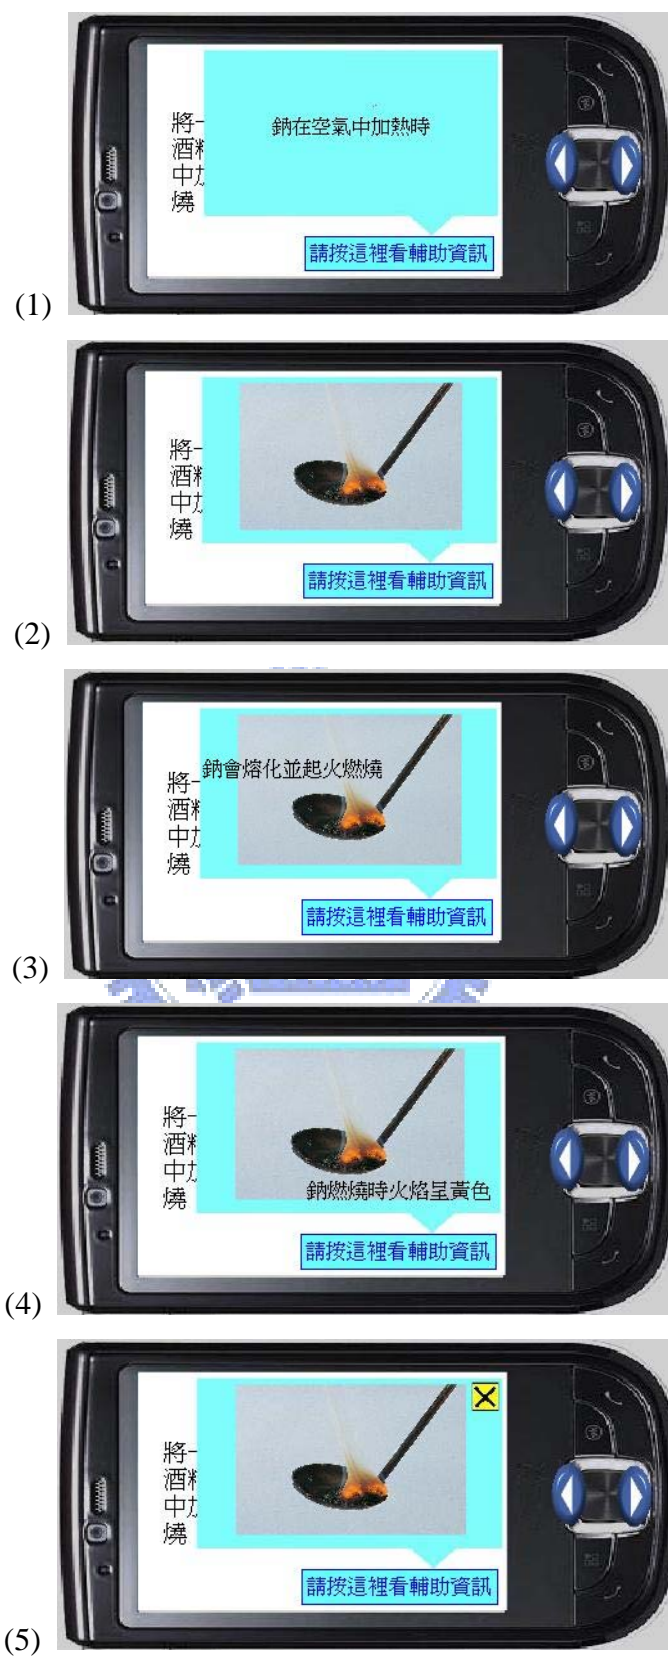 (1)
鈉在空氣中加熱時
將一
酒
中
燒
請按這裡看輔助資訊
(2)
將一
酒
中
燒
請按這裡看輔助資訊
(3)
鈉會熔化並起火燃燒
將一
酒
中
燒
請按這裡看輔助資訊
(4)
將一
酒
中
燒
鈉燃燒時火焰呈黃色
請按這裡看輔助資訊
(5)
將一
酒
中
燒
請按這裡看輔助資訊